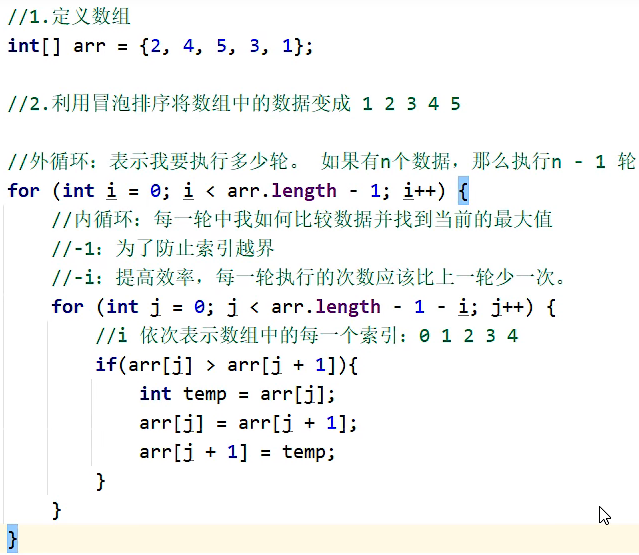 //1.定义数组
int[] arr = {2, 4, 5, 3, 1};
//2.利用冒泡排序将数组中的数据变成 1 2 3 4 5
//外循环：表示我要执行多少轮。 如果有n个数据，那么执行n - 1 轮
for (int i = 0; i < arr.length - 1; i++) {
//内循环：每一轮中我如何比较数据并找到当前的最大值
//-1：为了防止索引越界
//-i：提高效率，每一轮执行的次数应该比上一轮少一次。
for (int j = 0; j < arr.length - 1 - i; j++) {
//i 依次表示数组中的每一个索引：0 1 2 3 4
if(arr[j] > arr[j + 1]){
int temp = arr[j];
arr[j] = arr[j + 1];
arr[j + 1] = temp;
}
}
}